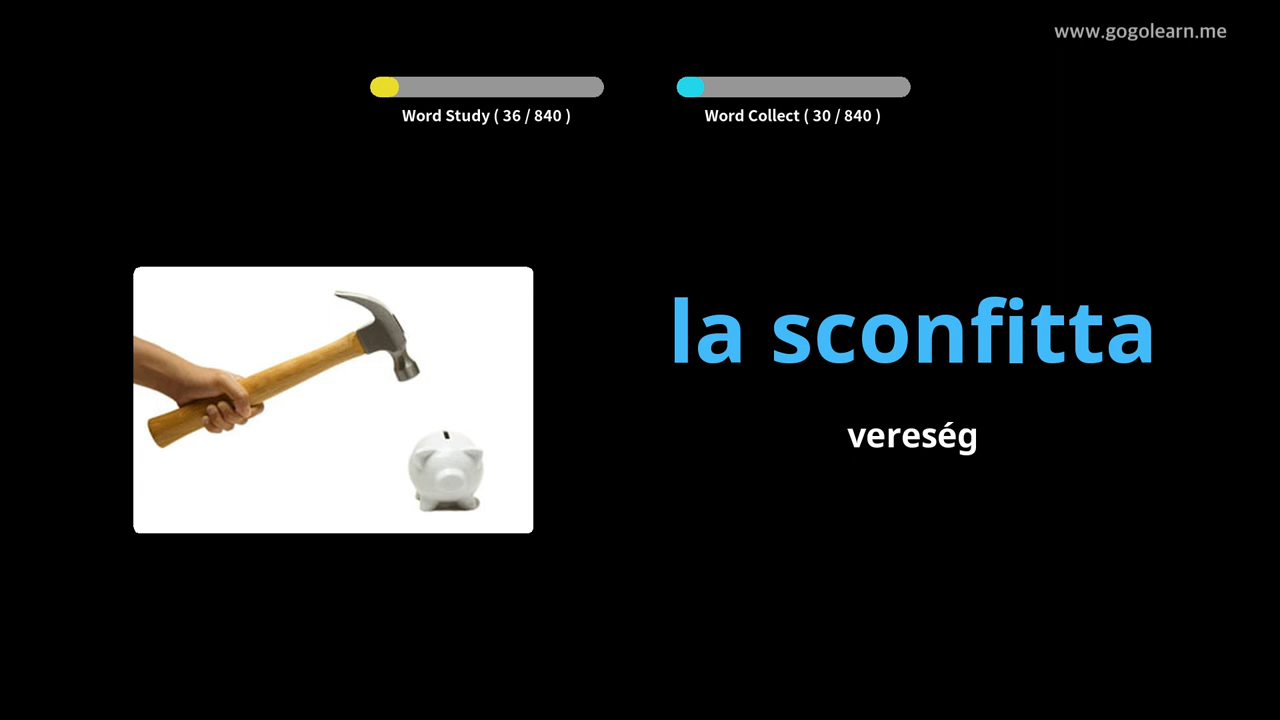 www.gogolearn.me
Word Study ( 36 / 840 )
Word Collect ( 30 / 840 )
la sconfitta
vereség